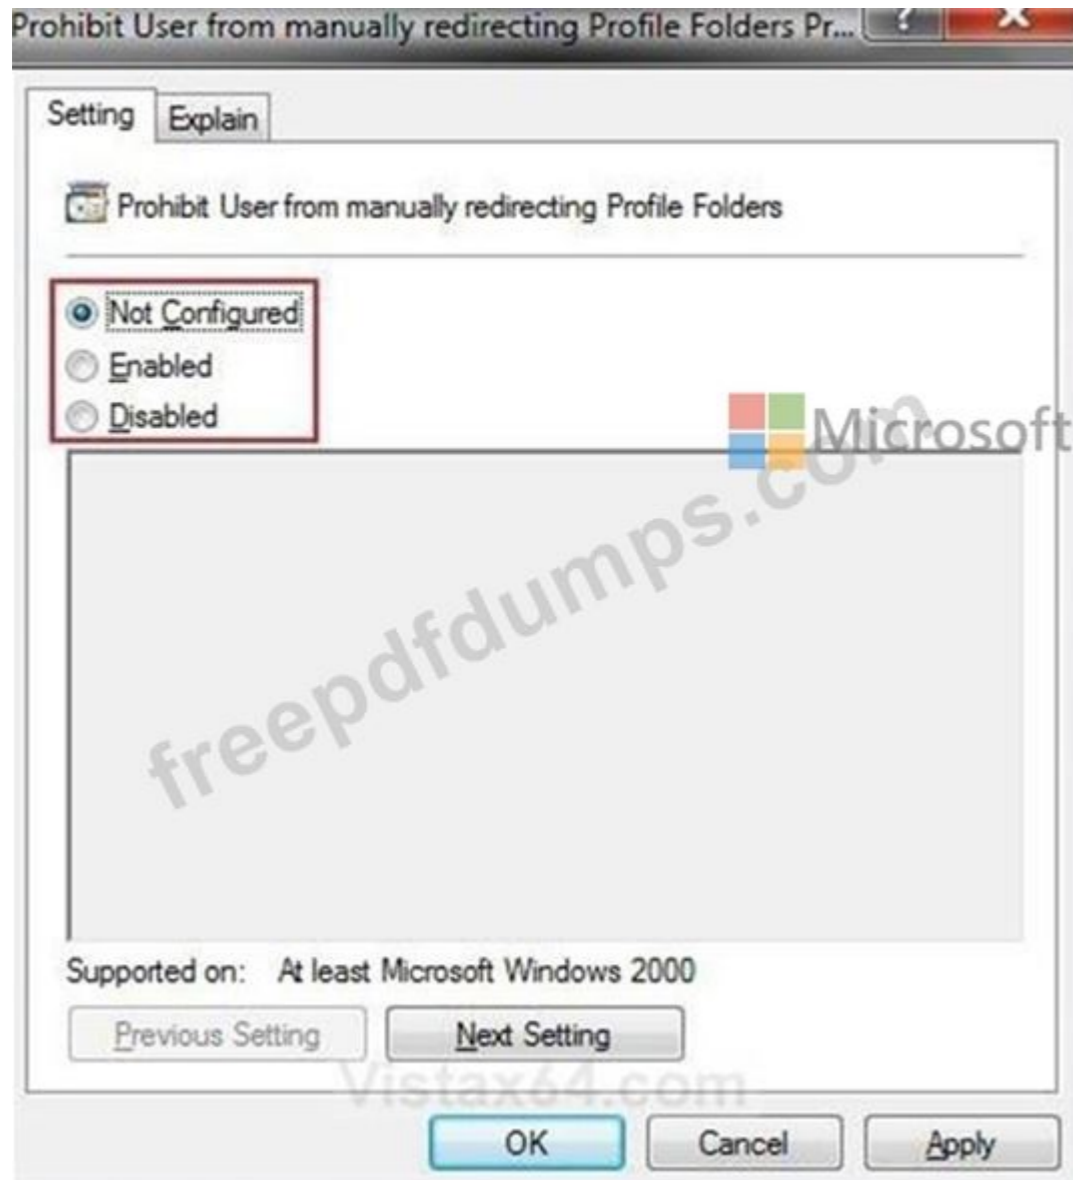 Prohibit User from manually redirecting Profile Folders Pr... ? X
Setting Explain
Prohibit User from manually redirecting Profile Folders
Not Configured
Enabled
Disabled
Microsoft
freepdfdumps.com
Supported on: At least Microsoft Windows 2000
Previous Setting Next Setting
Vistax64.com
OK Cancel Apply